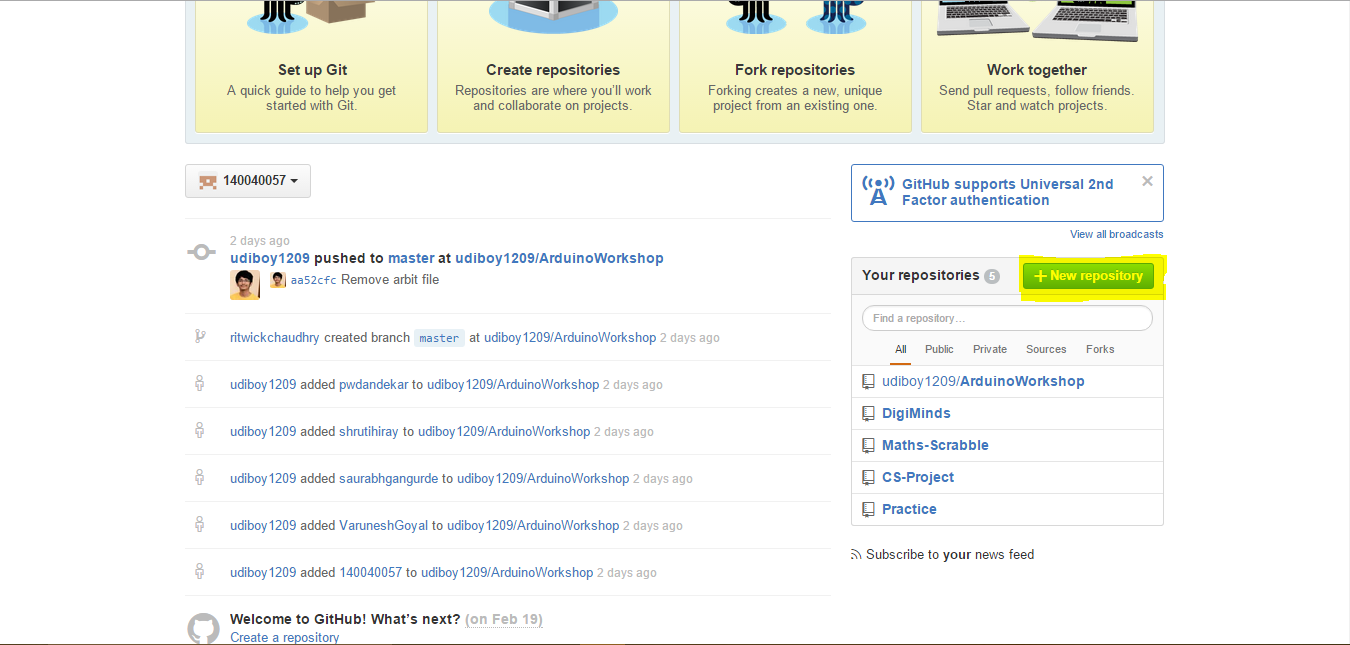 Set up Git
A quick guide to help you get
started with Git.
Create repositories
Repositories are where you'll work
and collaborate on projects.
Fork repositories
Forking creates a new, unique
project from an existing one.
Work together
Send pull requests, follow friends.
Star and watch projects.
140040057
2 days ago
udiboy1209 pushed to master at udiboy1209/ArduinoWorkshop
aa52cfc Remove arbit file
ritwickchaudhry created branch master at udiboy1209/ArduinoWorkshop 2 days ago
udiboy1209 added pwdandekar to udiboy1209/ArduinoWorkshop 2 days ago
udiboy1209 added shrutihiray to udiboy1209/ArduinoWorkshop 2 days ago
udiboy1209 added saurabhgangurde to udiboy1209/ArduinoWorkshop 2 days ago
udiboy1209 added VaruneshGoyal to udiboy1209/ArduinoWorkshop 2 days ago
udiboy1209 added 140040057 to udiboy1209/ArduinoWorkshop 2 days ago
Welcome to GitHub! What's next? (on Feb 19)
Create a repository
GitHub supports Universal 2nd
Factor authentication
View all broadcasts
Your repositories 5
New repository
Find a repository…
All Public Private Sources Forks
udiboy1209/ArduinoWorkshop
DigiMinds
Maths-Scrabble
CS-Project
Practice
Subscribe to your news feed